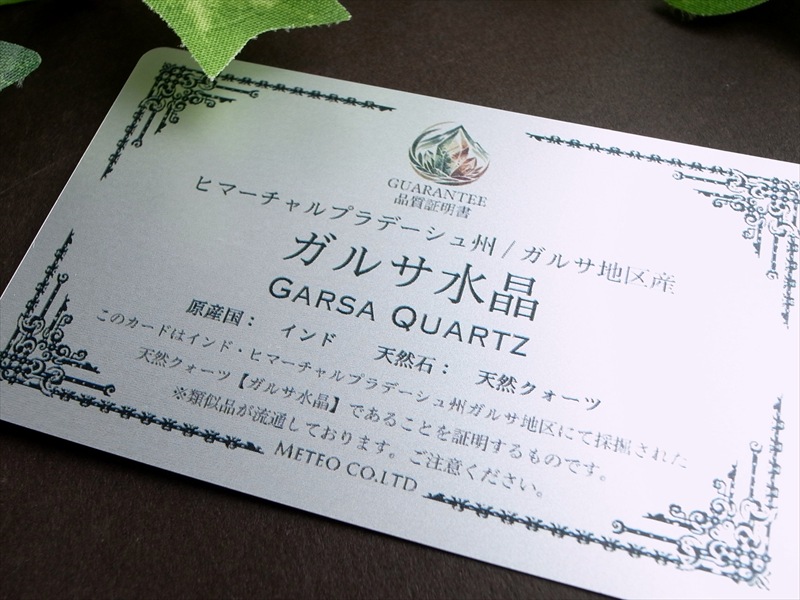 GUARANTEE
品質証明書
ヒマーチャルプラデーシュ州 / ガルサ地区産
ガルサ水晶
GARSA QUARTZ
原産国： インド 天然石： 天然クォーツ
このカードはインド・ヒマーチャルプラデーシュ州ガルサ地区にて採掘された
天然クォーツ【ガルサ水晶】であることを証明するものです。
※類似品が流通しております。ご注意ください。
METEO CO.LTD